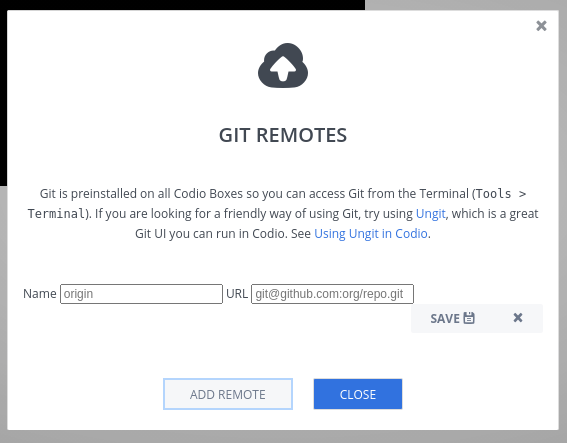 GIT REMOTES
Git is preinstalled on all Codio Boxes so you can access Git from the Terminal (Tools >
Terminal). If you are looking for a friendly way of using Git, try using Ungit, which is a great
Git UI you can run in Codio. See Using Ungit in Codio.
Name origin URL git@github.com:org/repo.git
SAVE
ADD REMOTE CLOSE